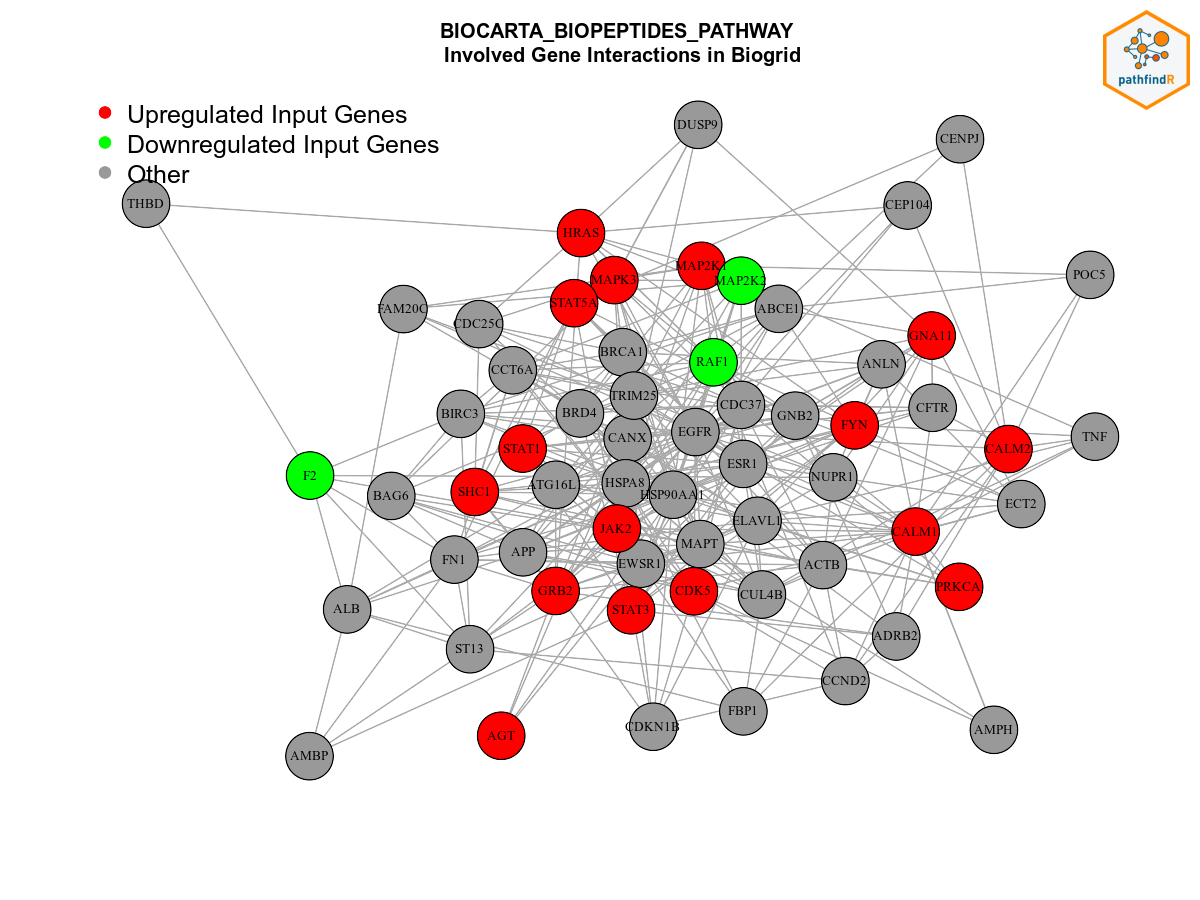 BIOCARTA_BIOPEPTIDES_PATHWAY
Involved Gene Interactions in Biogrid
pathfindR
Upregulated Input Genes
Downregulated Input Genes
Other
DUSP9
CENPJ
THBD
CEP104
HRAS
MAP2K1
POC5
MAPK3
MAP2K2
STAT5A
FAM20C
ABCE1
CDC25C
GNA11
BRCA1
RAF1
ANLN
CCT6A
TRIM25
CDC37
CFTR
BIRC3
BRD4
GNB2
FYN
EGFR
TNF
CANX
STAT1
CALM2
ESR1
F2
NUPR1
HSPA8
ATG16L1
SHC1
BAG6
HSP90AA1
ECT2
ELAVL1
JAK2
CALM1
MAPT
APP
FN1
EWSR1
ACTB
PRKCA
GRB2
CDK5
CUL4B
ALB
STAT3
ADRB2
ST13
CCND2
FBP1
CDKN1B
AMPH
AGT
AMBP